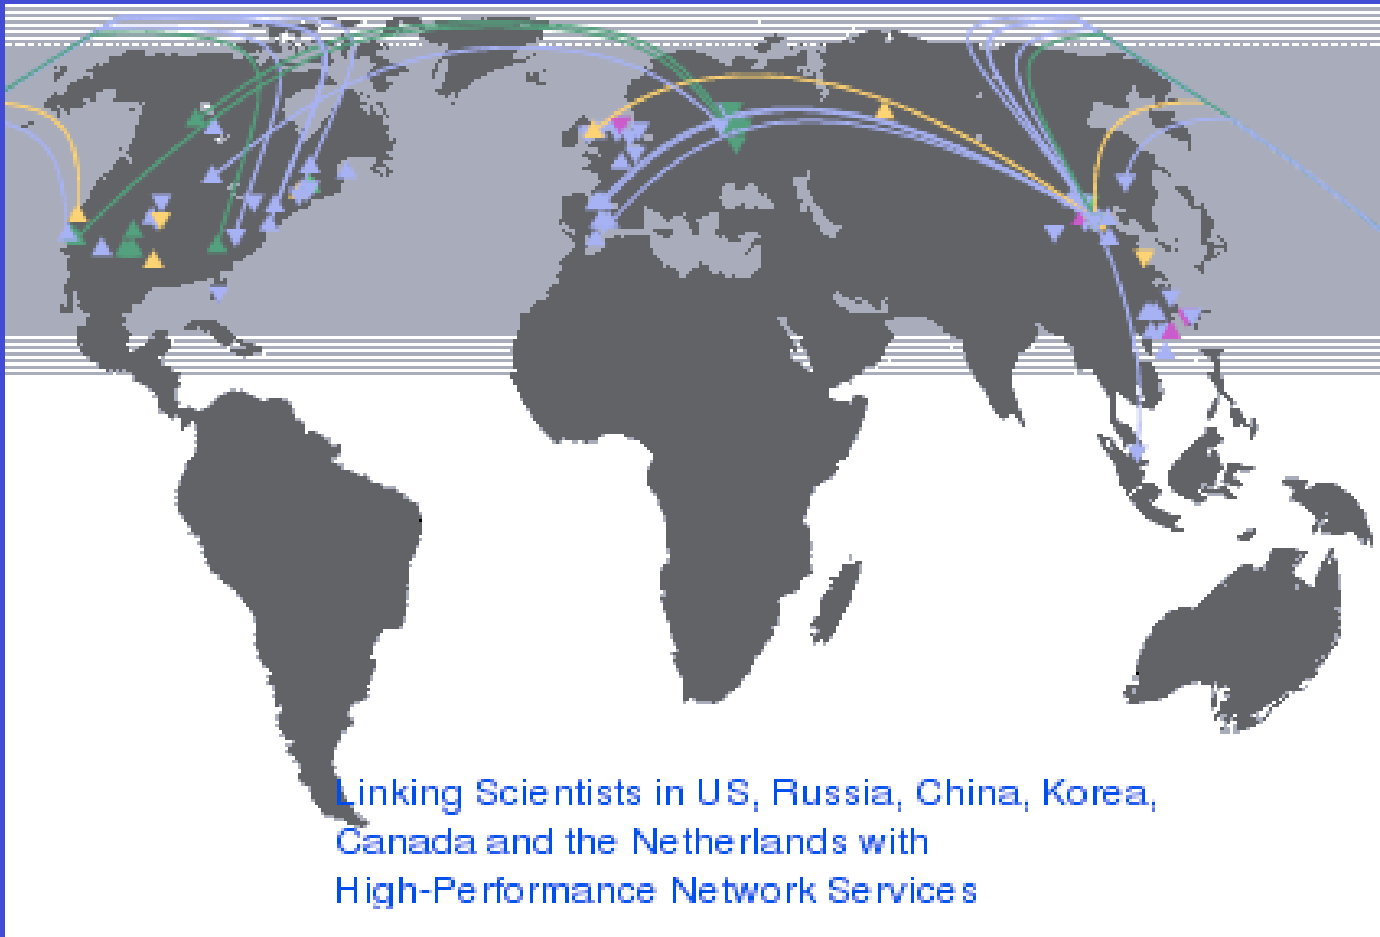 Linking Scientists in US, Russia, China, Korea,
Canada and the Netherlands with
High-Performance Network Services